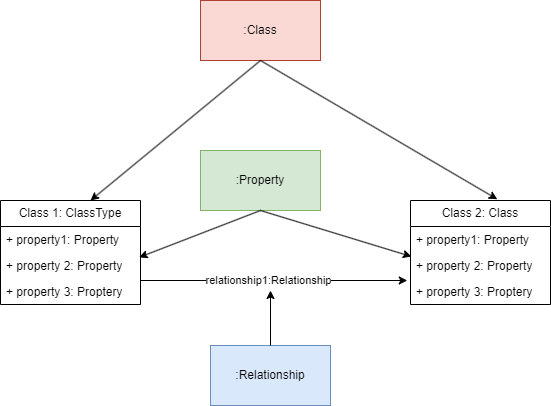 :Class
:Property
Class 1: ClassType
+ property1: Property
+ property 2: Property
+ property 3: Proptery
Class 2: Class
+ property1: Property
+ property 2: Property
+ property 3: Proptery
relationship1:Relationship
:Relationship